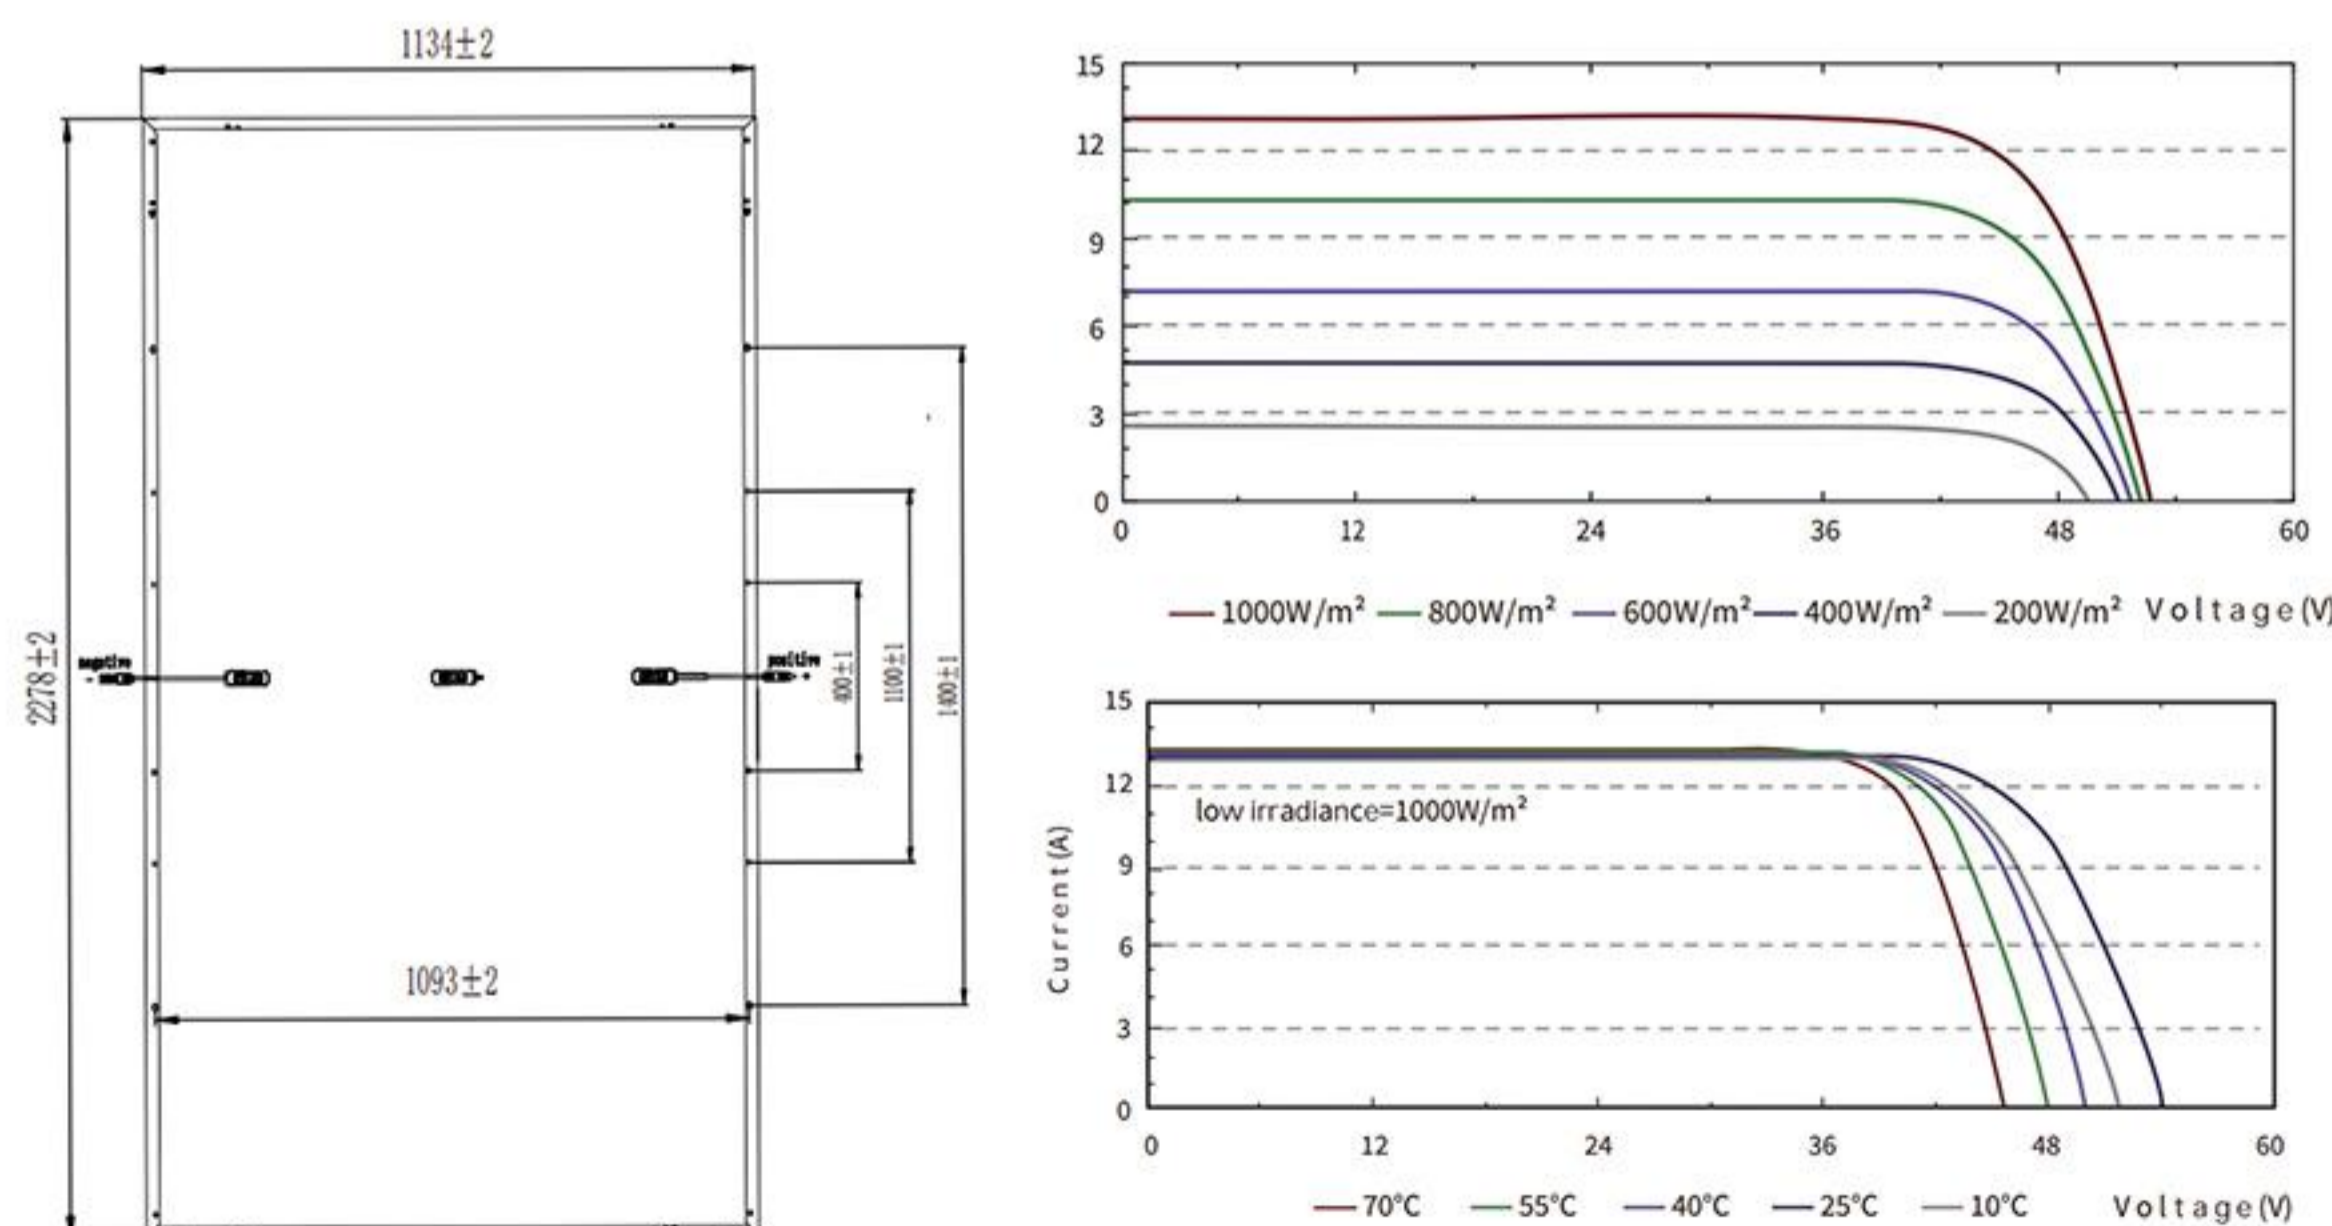 1134±2
2278±2
negative
-
positive
+
400±1
1100±1
1400±1
1093±2
15
12
9
6
3
0
0 12 24 36 48 60
1000W/m² 800W/m² 600W/m² 400W/m² 200W/m² Voltage(V)
Current(A)
15
12
9
6
3
0
low irradiance=1000W/m²
0 12 24 36 48 60
70°C 55°C 40°C 25°C 10°C Voltage(V)